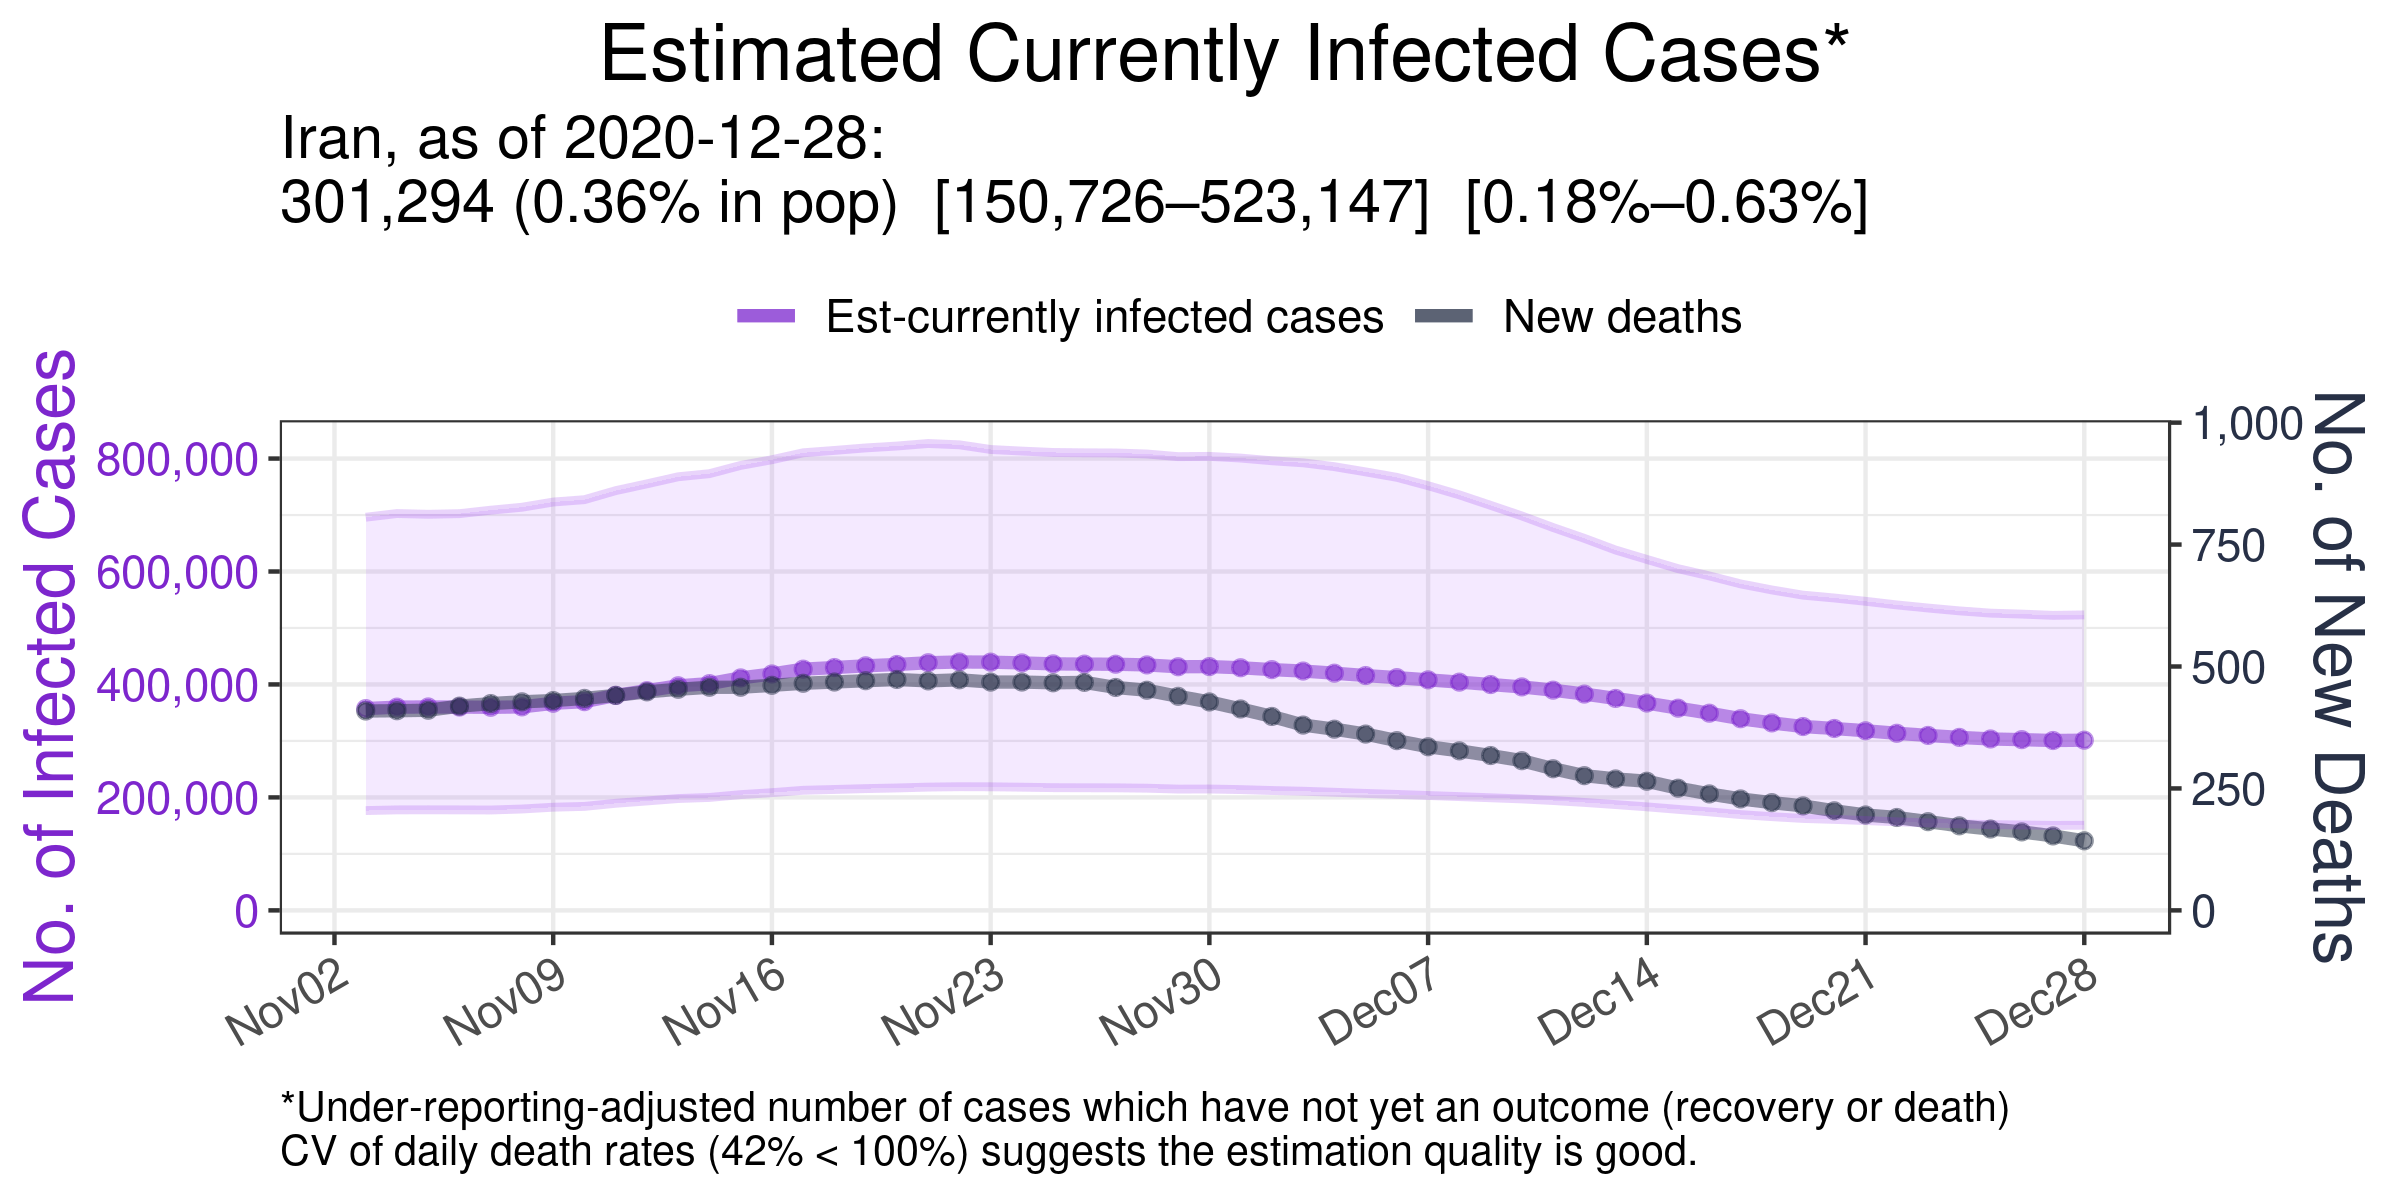 Estimated Currently Infected Cases*
Iran, as of 2020-12-28:
301,294 (0.36% in pop)  [150,726–523,147]  [0.18%–0.63%]
Est-currently infected cases
New deaths
No. of Infected Cases
800,000
600,000
400,000
200,000
0
1,000
750
500
250
0
No. of New Deaths
Nov02
Nov09
Nov16
Nov23
Nov30
Dec07
Dec14
Dec21
Dec28
*Under-reporting-adjusted number of cases which have not yet an outcome (recovery or death)
CV of daily death rates (42% < 100%) suggests the estimation quality is good.